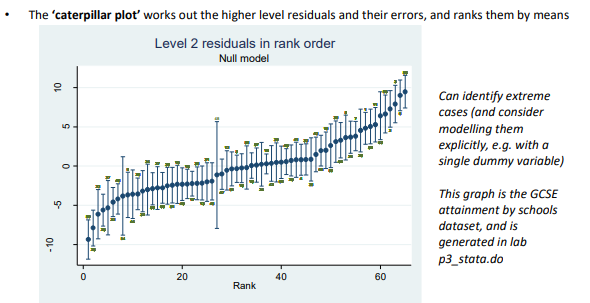 • The 'caterpillar plot' works out the higher level residuals and their errors, and ranks them by means
Level 2 residuals in rank order
Null model
10
5
0
-5
-10
0 20 40 60
Rank
Can identify extreme
cases (and consider
modelling them
explicitly, e.g. with a
single dummy variable)
This graph is the GCSE
attainment by schools
dataset, and is
generated in lab
p3_stata.do